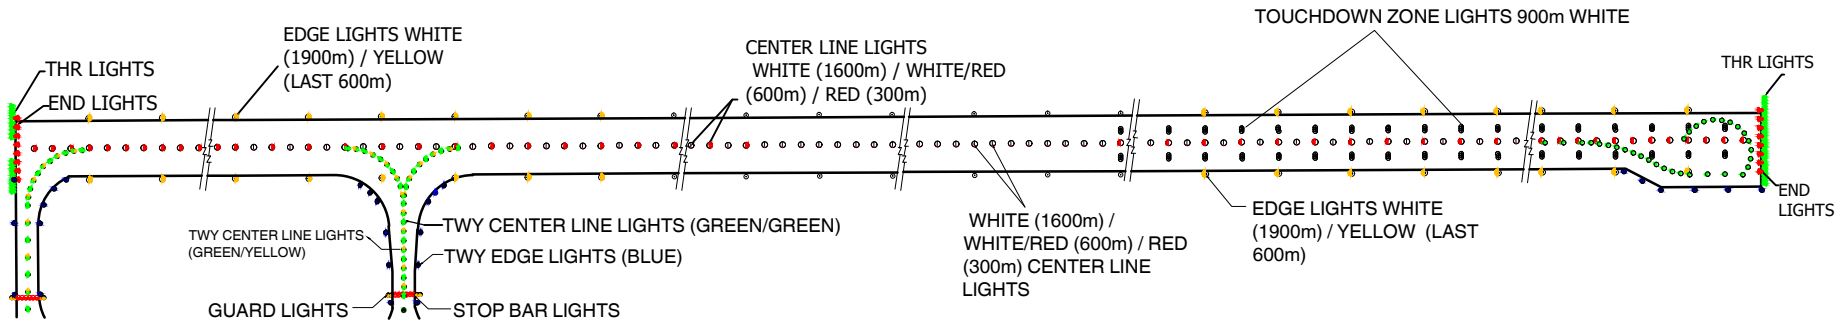 TOUCHDOWN ZONE LIGHTS 900m WHITE
EDGE LIGHTS WHITE
(1900m) / YELLOW
(LAST 600m)
CENTER LINE LIGHTS
WHITE (1600m) / WHITE/RED
(600m) / RED (300m)
THR LIGHTS
END LIGHTS
THR LIGHTS
TWY CENTER LINE LIGHTS (GREEN/GREEN)
TWY CENTER LINE LIGHTS
(GREEN/YELLOW)
TWY EDGE LIGHTS (BLUE)
GUARD LIGHTS
STOP BAR LIGHTS
WHITE (1600m) /
WHITE/RED (600m) / RED
(300m) CENTER LINE
LIGHTS
EDGE LIGHTS WHITE
(1900m) / YELLOW (LAST
600m)
END
LIGHTS